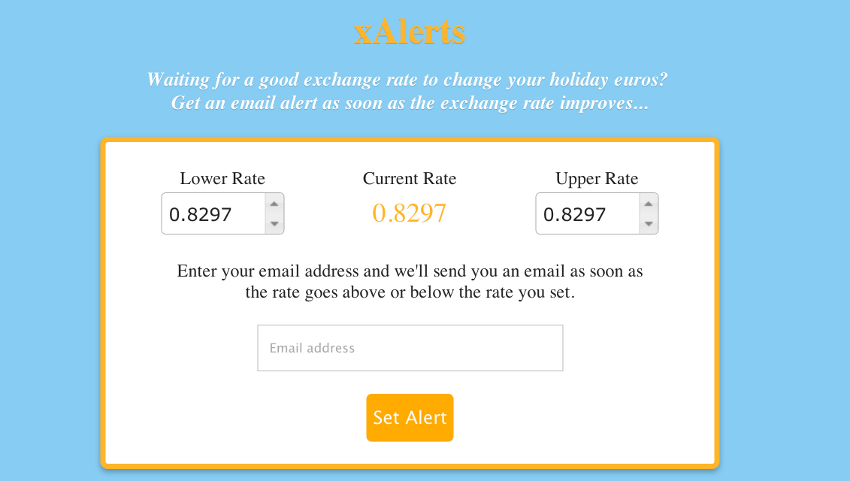 xAlerts
Waiting for a good exchange rate to change your holiday euros?
Get an email alert as soon as the exchange rate improves...
Lower Rate
Current Rate
Upper Rate
0.8297
0.8297
0.8297
Enter your email address and we'll send you an email as soon as
the rate goes above or below the rate you set.
Email address
Set Alert